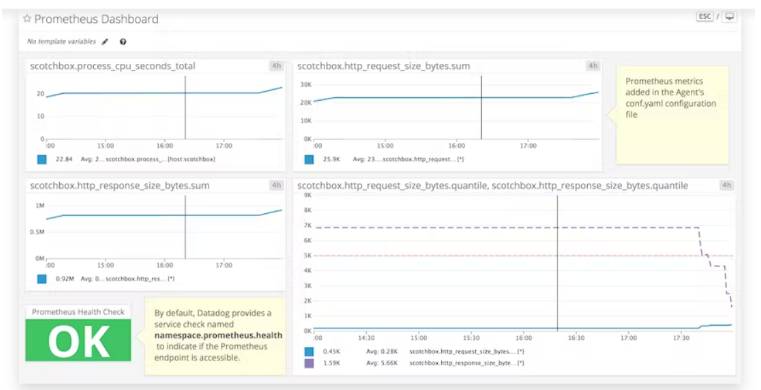 Prometheus Dashboard
ESC /
No template variables
scotchbox.process_cpu_seconds_total
4h
20
10
0
:00
15:00
16:00
17:00
22.84 Avg: 2... scotchbox.process_...{host:scotchbox}
scotchbox.http_request_size_bytes.sum
4h
30K
20K
10K
0K
:00
15:00
16:00
17:00
25.9K Avg: 23... scotchbox.http_request...{*}
Prometheus metrics
added in the Agent's
conf.yaml configuration
file
scotchbox.http_response_size_bytes.sum
4h
1M
0.5M
0M
:00
15:00
16:00
17:00
0.92M Avg: 0... scotchbox.http_res...{*}
scotchbox.http_request_size_bytes.quantile, scotchbox.http_response_size_bytes.quantile
4h
9K
8K
7K
6K
5K
4K
3K
2K
1K
0K
:00
14:30
15:00
15:30
16:00
16:30
17:00
17:30
0.45K Avg: 0.28K scotchbox.http_request_size_bytes....{*}
1.59K Avg: 5.66K scotchbox.http_response_size_byte...{*}
Prometheus Health Check
OK
By default, Datadog provides a
service check named
namespace.prometheus.health
to indicate if the Prometheus
endpoint is accessible.